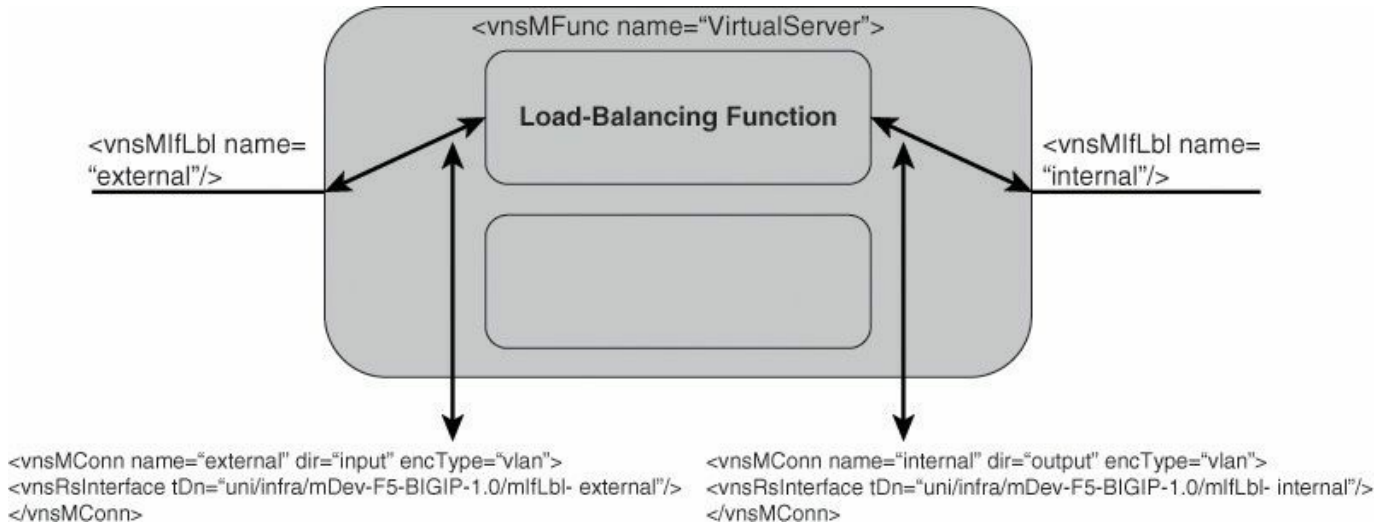 <vnsMFunc name=“VirtualServer”>
Load-Balancing Function
<vnsMIfLbl name=
“external”/>
<vnsMIfLbl name=
“internal”/>
<vnsMConn name=“external” dir=“input” encType=“vlan”>
<vnsRsInterface tDn=“uni/infra/mDev-F5-BIGIP-1.0/mIfLbl- external”/>
</vnsMConn>
<vnsMConn name=“internal” dir=“output” encType=“vlan”>
<vnsRsInterface tDn=“uni/infra/mDev-F5-BIGIP-1.0/mIfLbl- internal”/>
</vnsMConn>